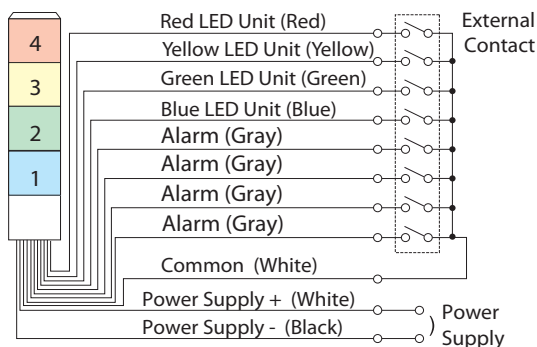 4
3
2
1
Red LED Unit (Red)
Yellow LED Unit (Yellow)
Green LED Unit (Green)
Blue LED Unit (Blue)
Alarm (Gray)
Alarm (Gray)
Alarm (Gray)
Alarm (Gray)
Common (White)
Power Supply + (White)
Power Supply - (Black)
External
Contact
Power
Supply